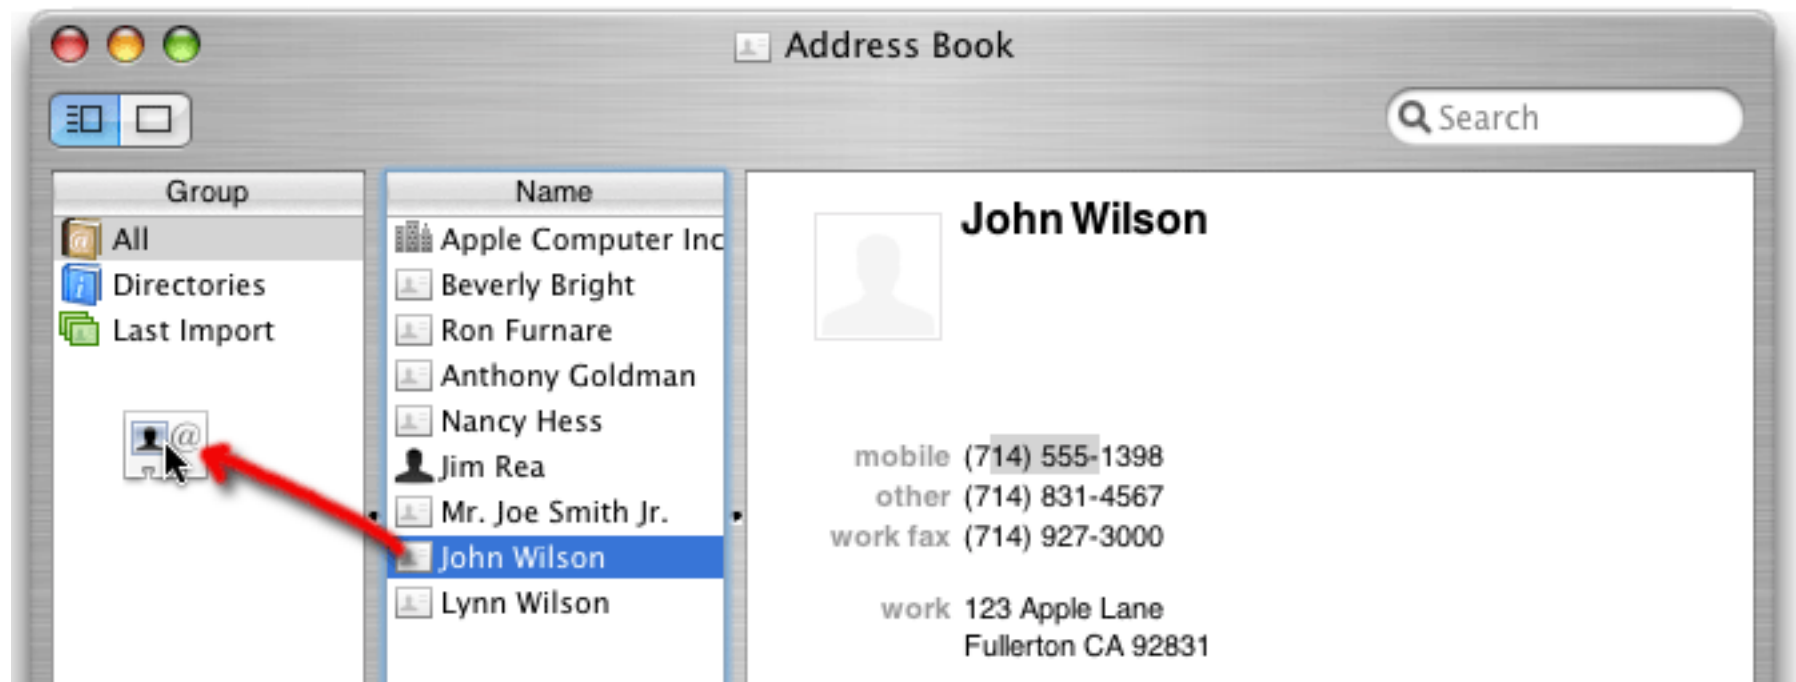 Address Book
Search
Group
All
Directories
Last Import
@
Name
Apple Computer Inc
Beverly Bright
Ron Furnare
Anthony Goldman
Nancy Hess
Jim Rea
Mr. Joe Smith Jr.
John Wilson
Lynn Wilson
John Wilson
mobile (714) 555-1398
other (714) 831-4567
work fax (714) 927-3000
work 123 Apple Lane
Fullerton CA 92831